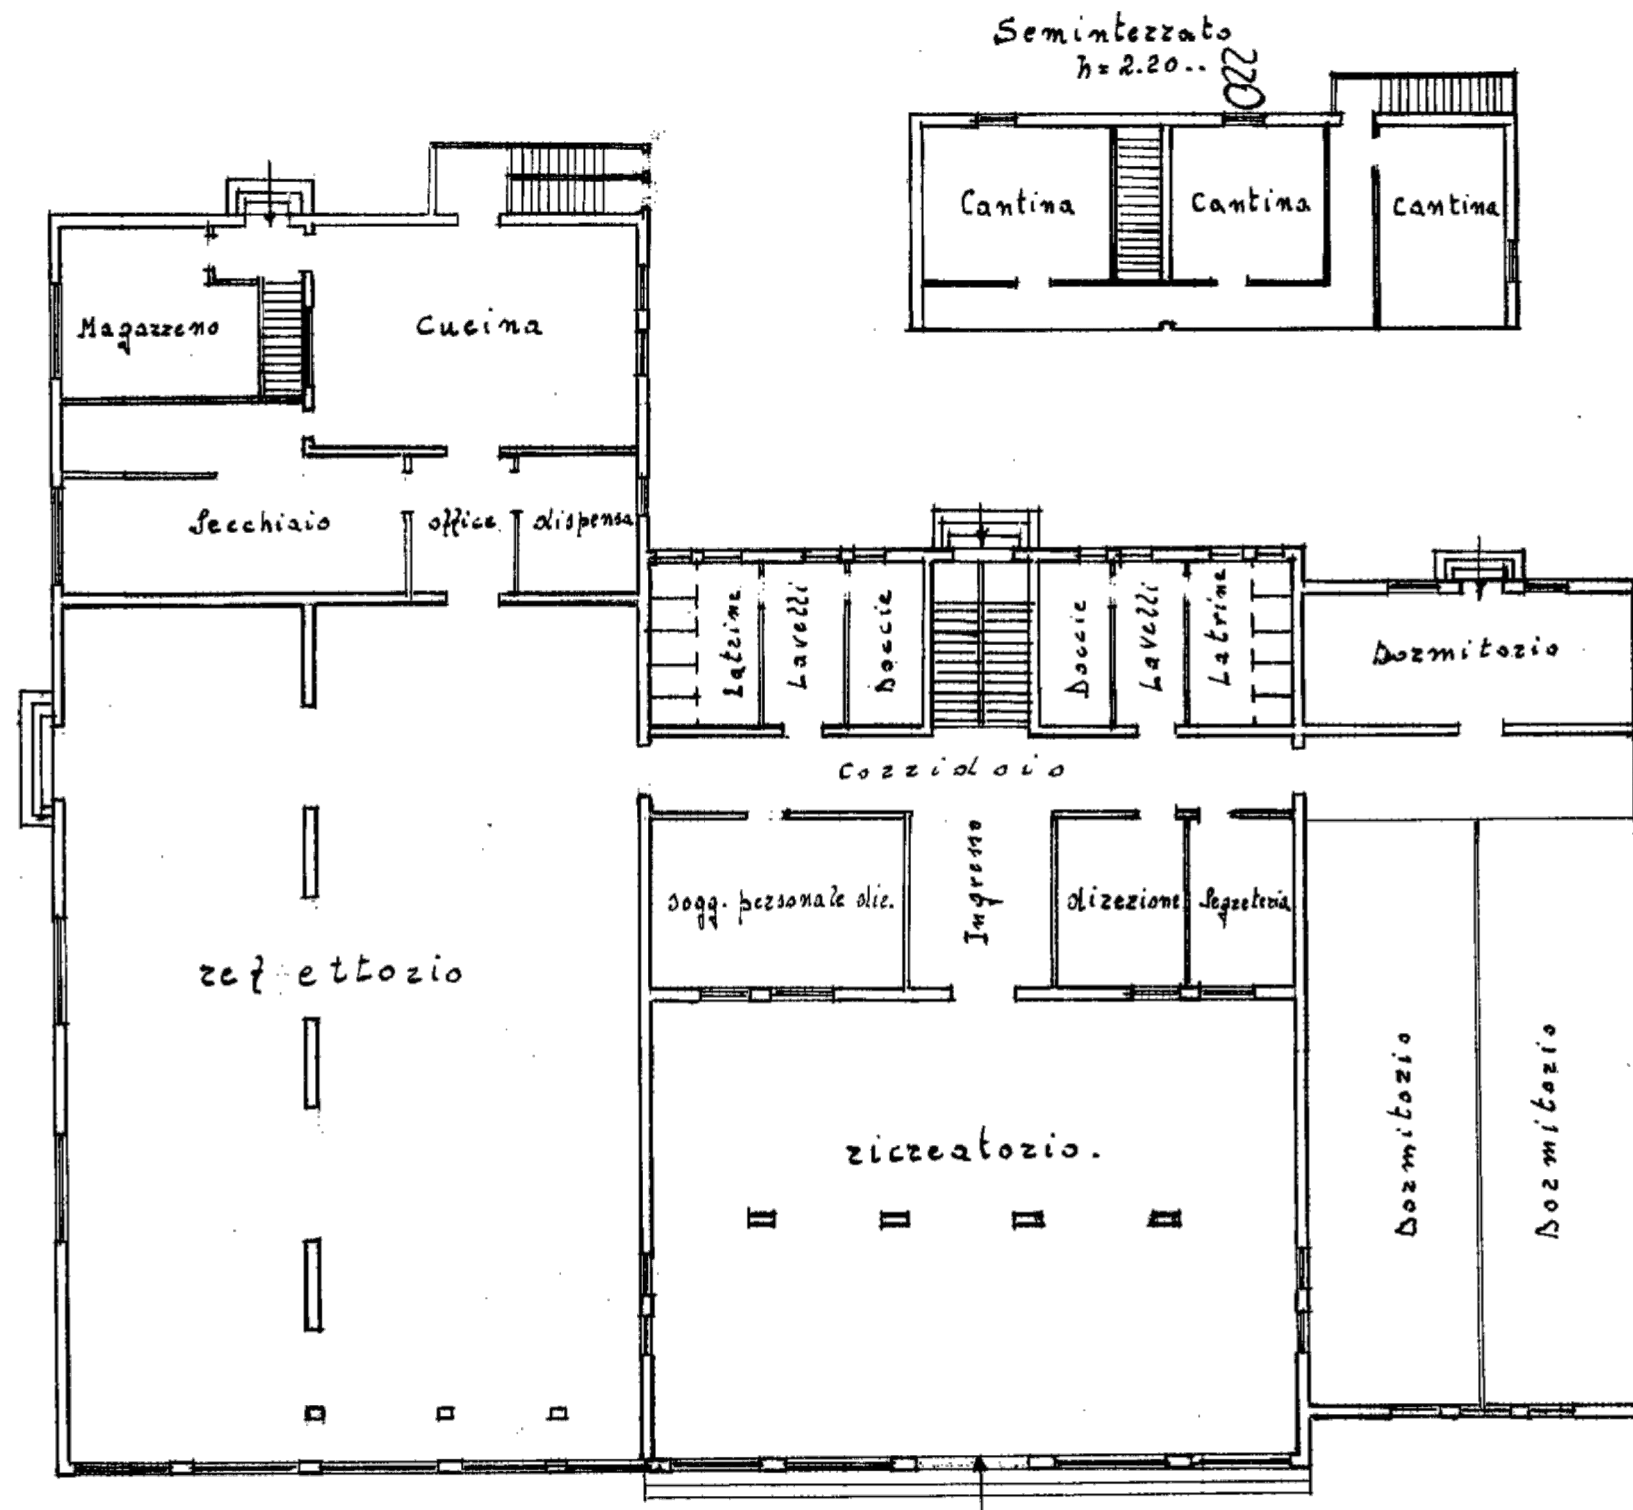 Seminterrato
h=2.20..
220
Cantina
Cantina
Cantina
Magazzeno
Cucina
Secchiaio
office
dispensa
Latrine
Lavelli
Doccie
Doccie
Lavelli
Latrine
Dormitorio
Corridoio
sogg. personale dir.
Ingresso
direzione
Segreteria
refettorio
ricreatorio.
Dormitorio
Dormitorio